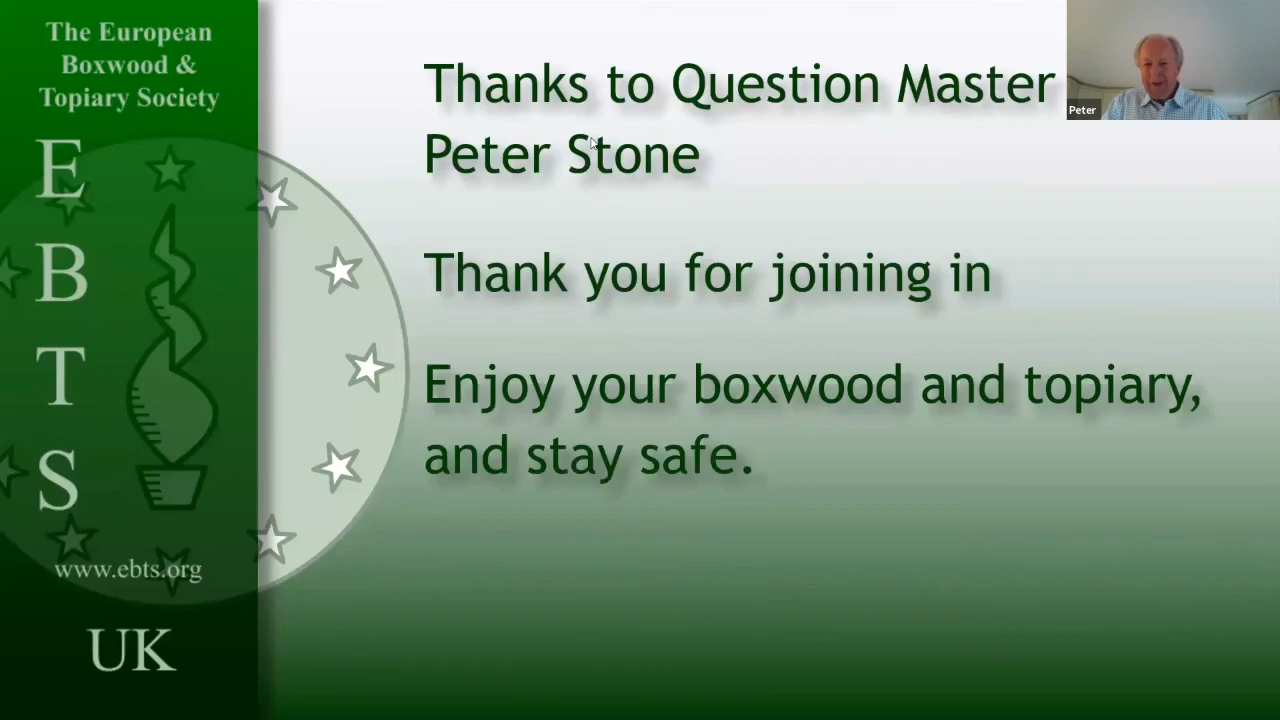 The European
Boxwood &
Topiary Society
E
B
T
S
www.ebts.org
UK
Thanks to Question Master
Peter Stone
Thank you for joining in
Enjoy your boxwood and topiary,
and stay safe.
Peter